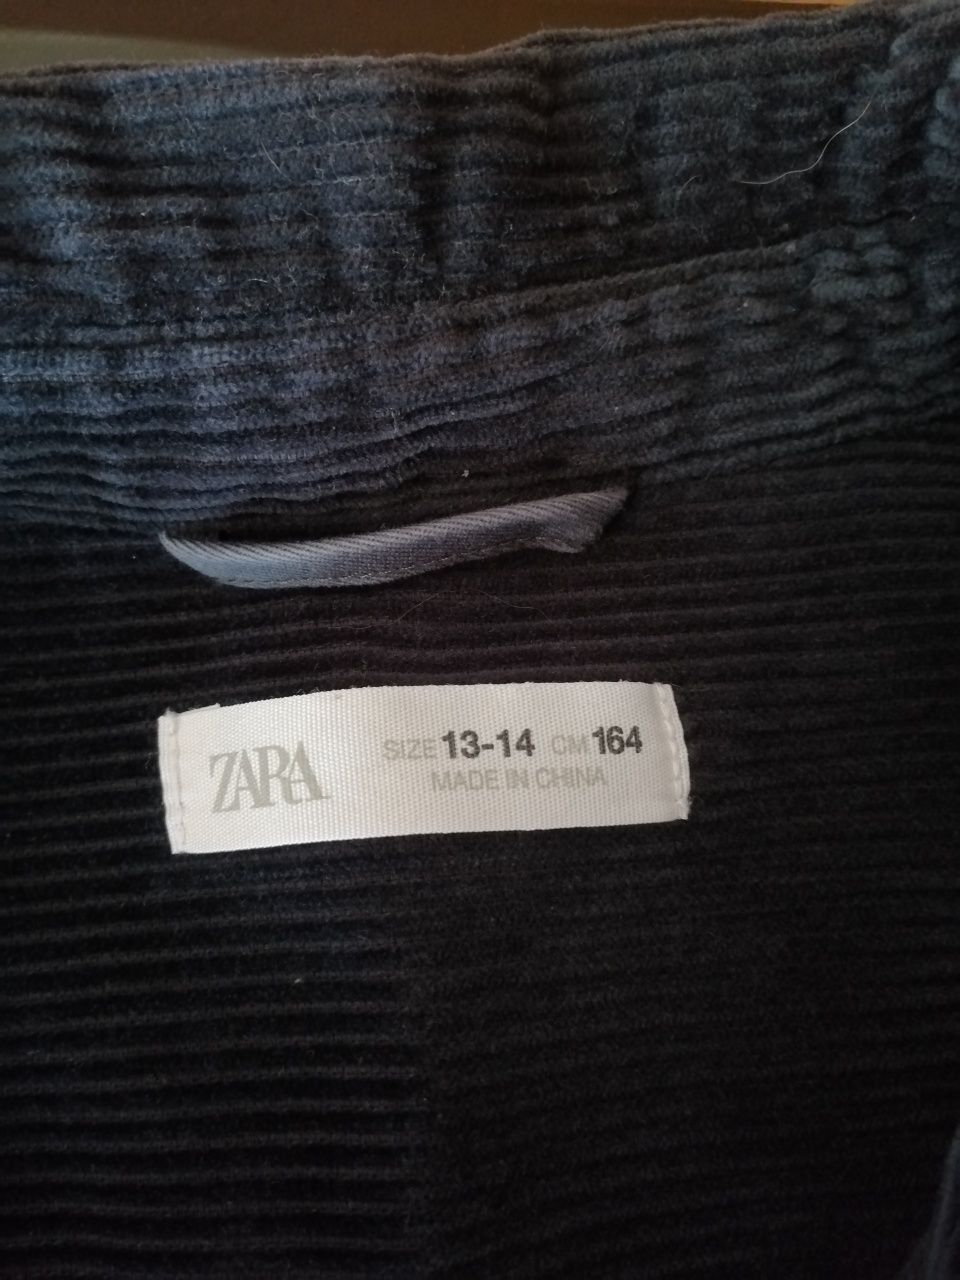 ZARA
SIZE 13-14 CM 164
MADE IN CHINA